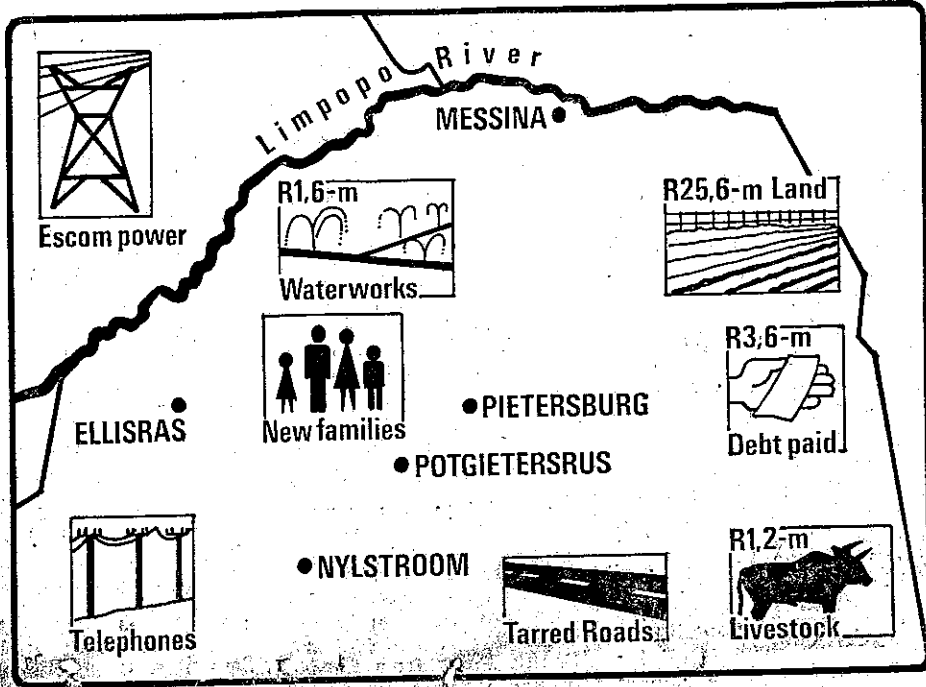 Limpopo River
MESSINA
Escom power
R1,6-m
Waterworks
R25,6-m Land
New families
R3,6-m
Debt paid
ELLISRAS
PIETERSBURG
POTGIETERSRUS
NYLSTROOM
Telephones
Tarred Roads
R1,2-m
Livestock